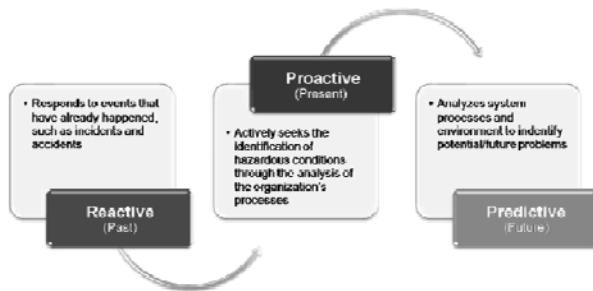 • Responds to events that
have already happened,
such as incidents and
accidents
Reactive
(Past)
Proactive
(Present)
• Actively seeks the
identification of
hazardous conditions
through the analysis of
the organization's
processes
• Analyzes system
processes and
environment to indentify
potential/future problems
Predictive
(Future)